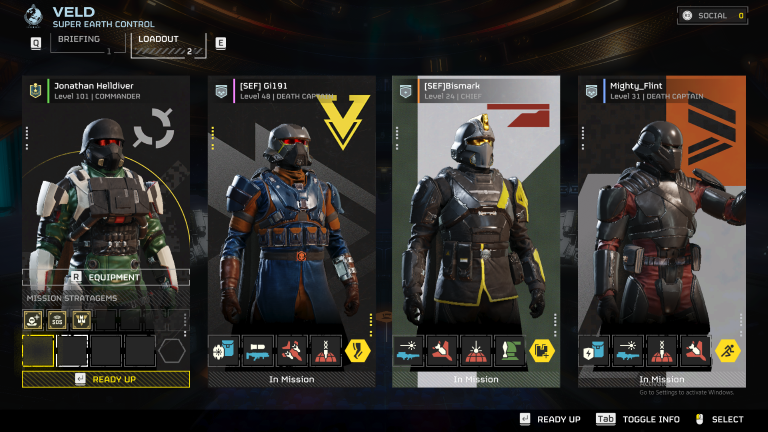 VELD
SUPER EARTH CONTROL
SOCIAL 0
Q BRIEFING 1 LOADOUT 2 E
Jonathan Helldiver
Level 101 | COMMANDER
[SEF] Gi191
Level 48 | DEATH CAPTAIN
[SEF]Bismark
Level 24 | CHIEF
Mighty_Flint
Level 31 | DEATH CAPTAIN
R EQUIPMENT
MISSION STRATAGEMS
SOS
READY UP
In Mission
In Mission
In Mission
Go to Settings to activate Windows.
READY UP Tab TOGGLE INFO SELECT